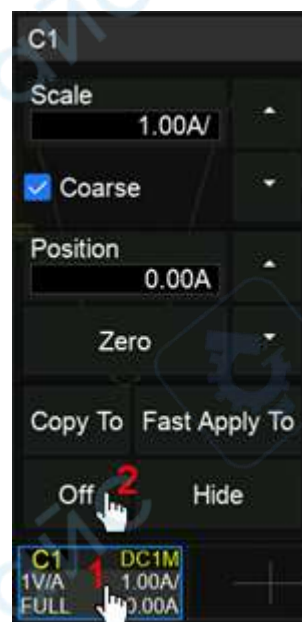 C1
Scale
1.00A/
Coarse
Position
0.00A
Zero
Copy To Fast Apply To
Off 2 Hide
C1 DC1M
1V/A 1 1.00A/
FULL 0.00A